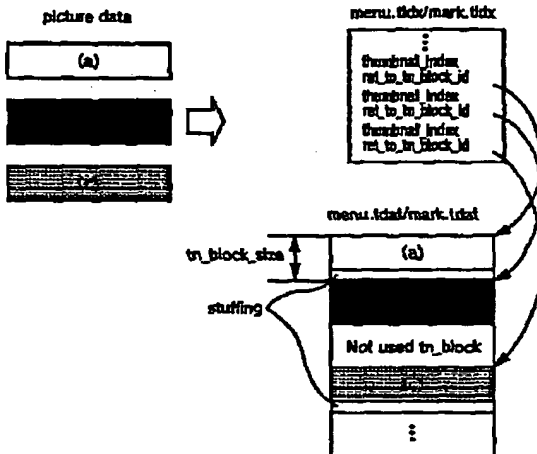 picture data
(a)
menu.tidx/mark.tidx
thumbnail_index
ref_to_tn_block_id
thumbnail_index
ref_to_tn_block_id
thumbnail_index
ref_to_tn_block_id
menu.tdat/mark.tdat
tn_block_size
(a)
stuffing
Not used tn_block